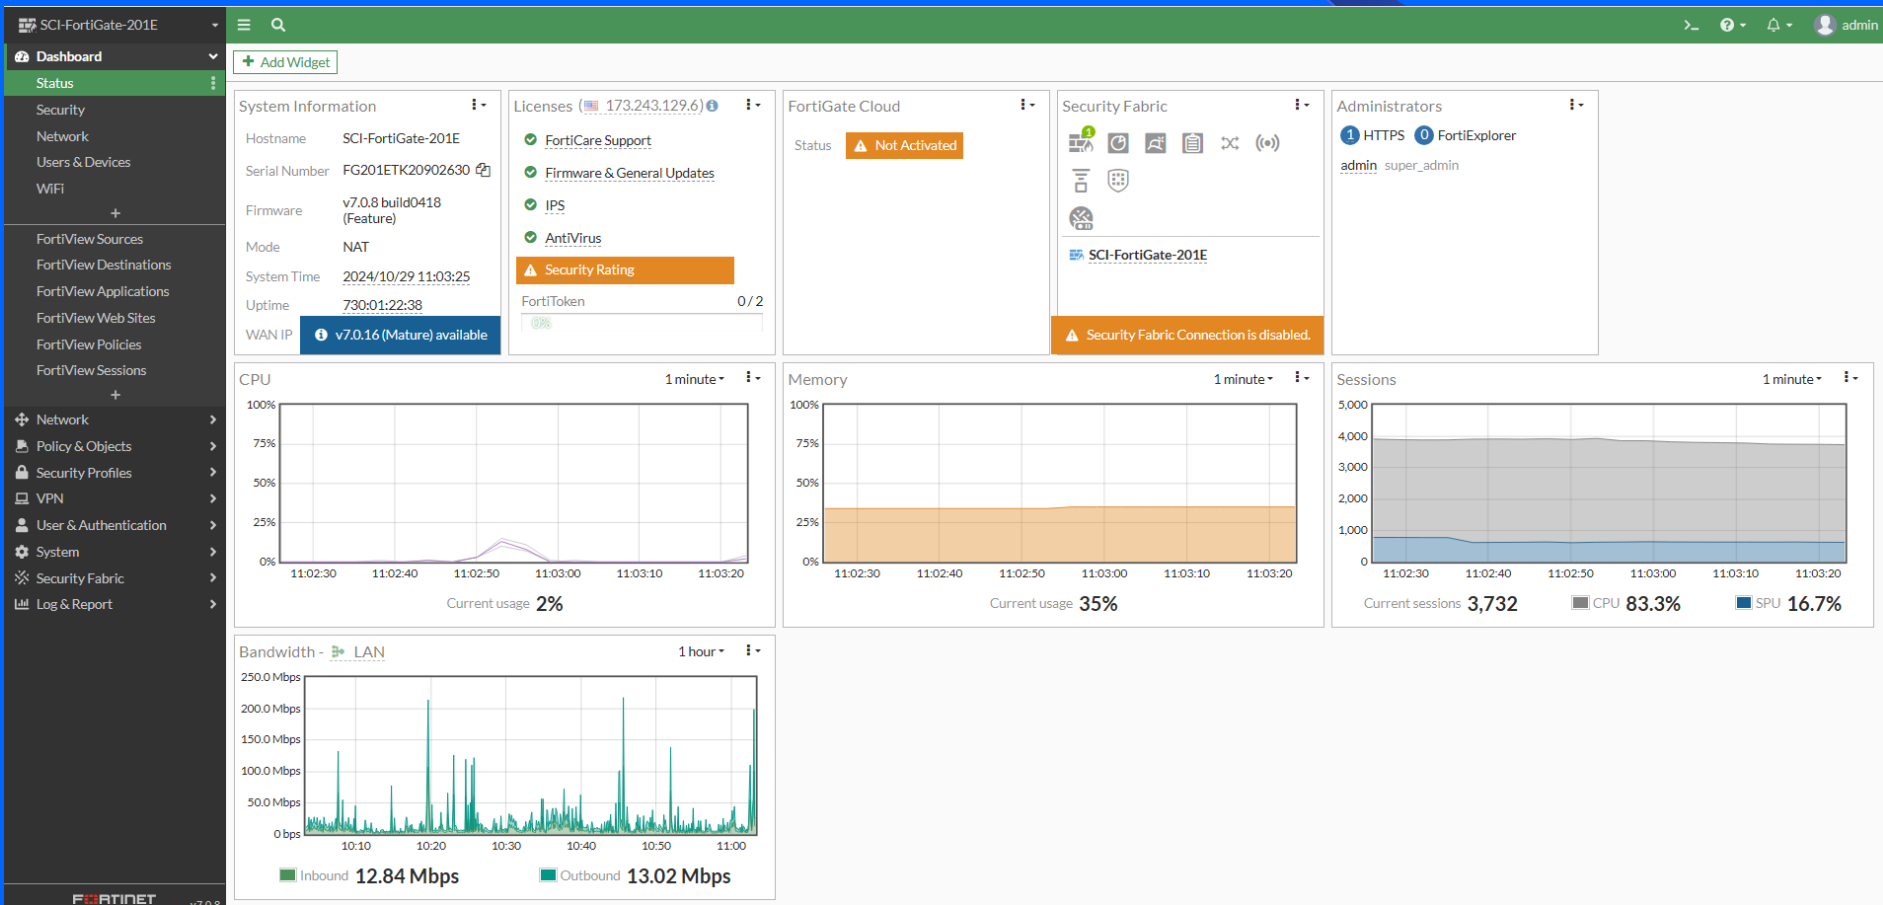 SCI-FortiGate-201E
>_
admin
Dashboard
Status
Security
Network
Users & Devices
WiFi
+
FortiView Sources
FortiView Destinations
FortiView Applications
FortiView Web Sites
FortiView Policies
FortiView Sessions
+
Network
Policy & Objects
Security Profiles
VPN
User & Authentication
System
Security Fabric
Log & Report
FORTINET
v7.0.8
+ Add Widget
System Information
Hostname SCI-FortiGate-201E
Serial Number FG201ETK20902630
Firmware v7.0.8 build0418
(Feature)
Mode NAT
System Time 2024/10/29 11:03:25
Uptime 730:01:22:38
WAN IP v7.0.16 (Mature) available
Licenses (173.243.129.6)
FortiCare Support
Firmware & General Updates
IPS
AntiVirus
Security Rating
FortiToken 0 / 2
0%
FortiGate Cloud
Status Not Activated
Security Fabric
1
SCI-FortiGate-201E
Security Fabric Connection is disabled.
Administrators
1 HTTPS 0 FortiExplorer
admin super_admin
CPU 1 minute
100%
75%
50%
25%
0%
11:02:30 11:02:40 11:02:50 11:03:00 11:03:10 11:03:20
Current usage 2%
Memory 1 minute
100%
75%
50%
25%
0%
11:02:30 11:02:40 11:02:50 11:03:00 11:03:10 11:03:20
Current usage 35%
Sessions 1 minute
5,000
4,000
3,000
2,000
1,000
0
11:02:30 11:02:40 11:02:50 11:03:00 11:03:10 11:03:20
Current sessions 3,732 CPU 83.3% SPU 16.7%
Bandwidth - LAN 1 hour
250.0 Mbps
200.0 Mbps
150.0 Mbps
100.0 Mbps
50.0 Mbps
0 bps
10:10 10:20 10:30 10:40 10:50 11:00
Inbound 12.84 Mbps Outbound 13.02 Mbps